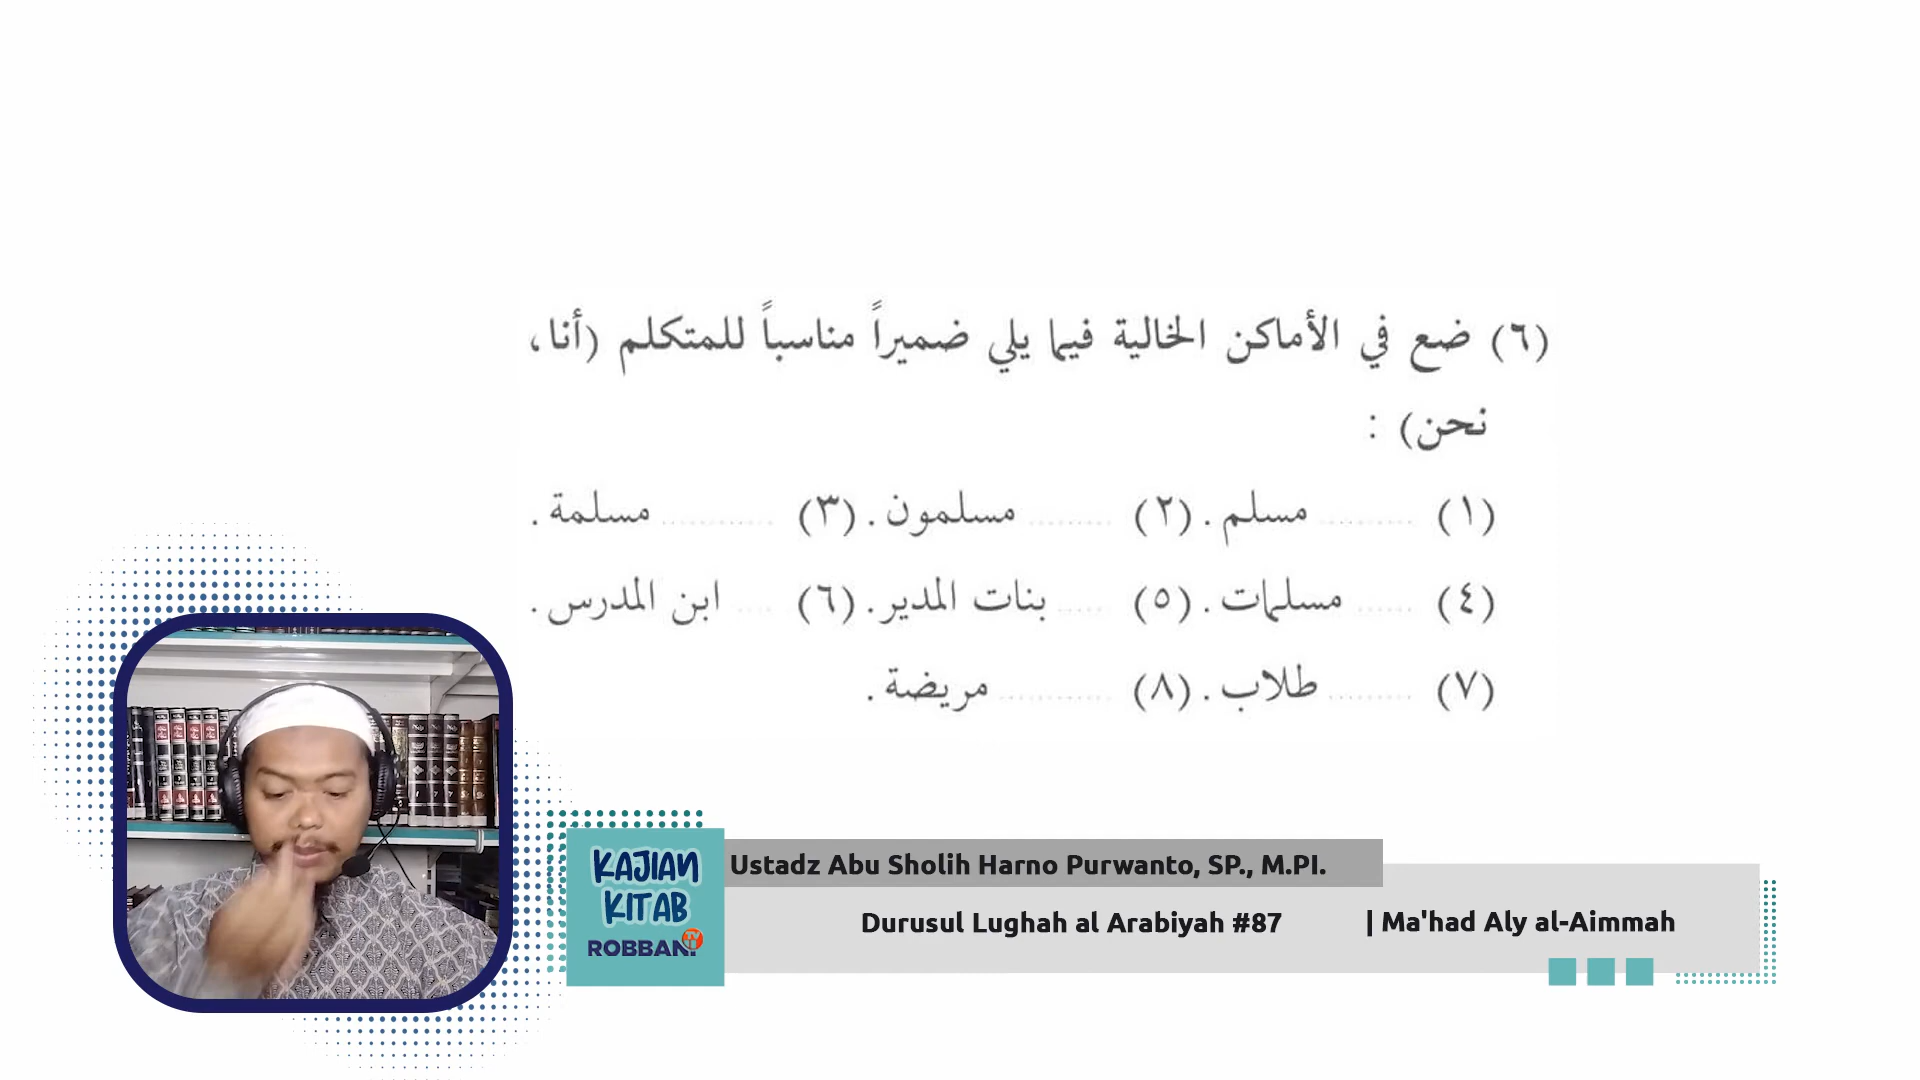 (٦) ضع في الأماكن الخالية فيما يلي ضميراً مناسباً للمتكلم (أنا،
نحن) :
(١) .......... مسلم . (٢) ......... مسلمون . (٣) ............ مسلمة .
(٤) ...... مسلمات . (٥) ..... بنات المدير . (٦) .... ابن المدرس .
(٧) ......... طلاب . (٨) ............ مريضة .
KAJIAN
KITAB
ROBBANI TV
Ustadz Abu Sholih Harno Purwanto, SP., M.PI.
Durusul Lughah al Arabiyah #87 | Ma'had Aly al-Aimmah